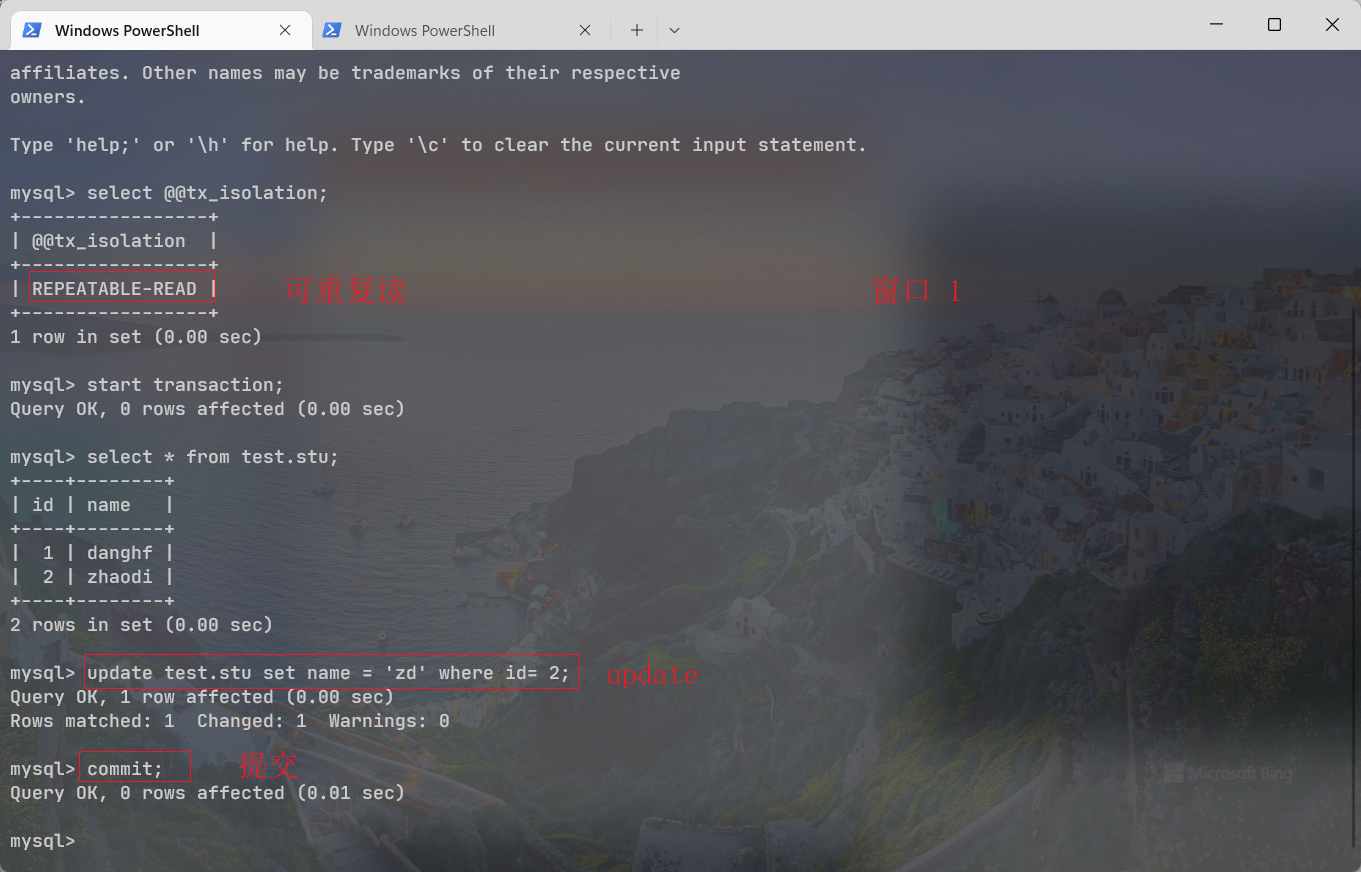 Windows PowerShell
Windows PowerShell
affiliates. Other names may be trademarks of their respective
owners.
Type 'help;' or '\h' for help. Type '\c' to clear the current input statement.
mysql> select @@tx_isolation;
+-----------------+
| @@tx_isolation  |
+-----------------+
| REPEATABLE-READ | 可重复读 窗口 1
+-----------------+
1 row in set (0.00 sec)
mysql> start transaction;
Query OK, 0 rows affected (0.00 sec)
mysql> select * from test.stu;
+----+--------+
| id | name   |
+----+--------+
|  1 | danghf |
|  2 | zhaodi |
+----+--------+
2 rows in set (0.00 sec)
mysql> update test.stu set name = 'zd' where id= 2; update
Query OK, 1 row affected (0.00 sec)
Rows matched: 1  Changed: 1  Warnings: 0
mysql> commit; 提交
Microsoft Bing
Query OK, 0 rows affected (0.01 sec)
mysql>